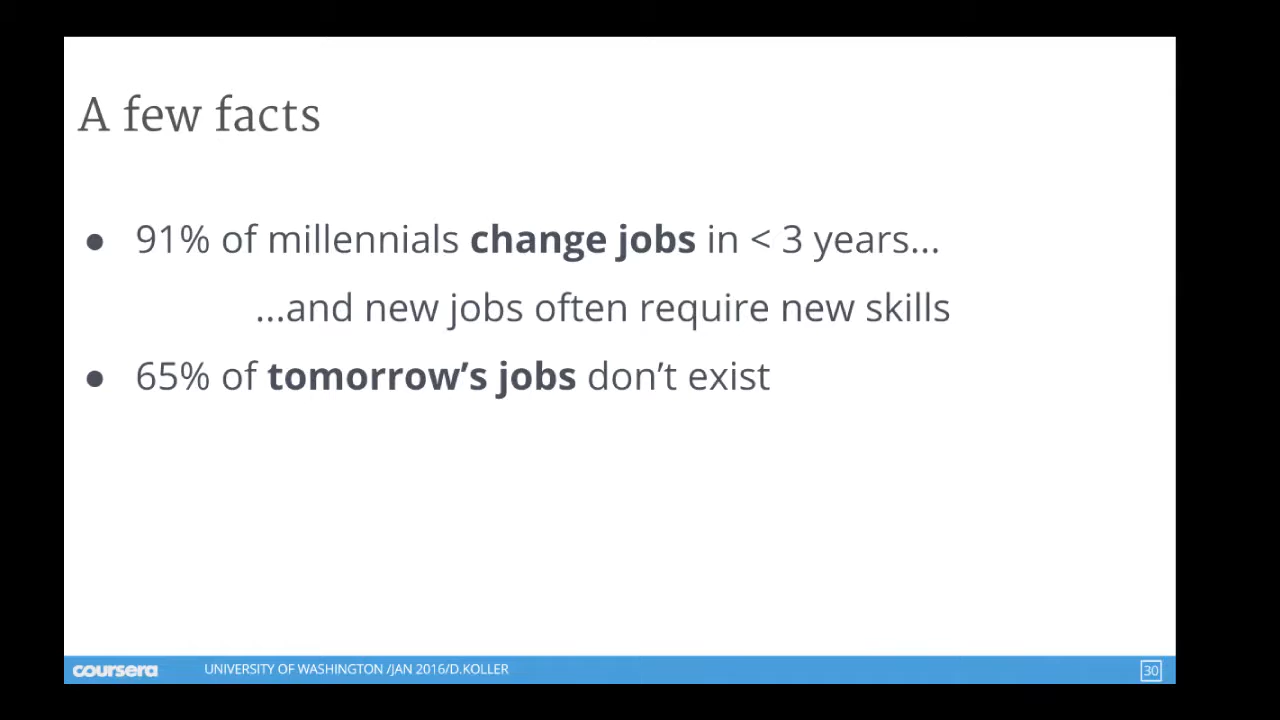 A few facts
● 91% of millennials change jobs in < 3 years...
...and new jobs often require new skills
● 65% of tomorrow’s jobs don’t exist
coursera UNIVERSITY OF WASHINGTON /JAN 2016/D.KOLLER 30